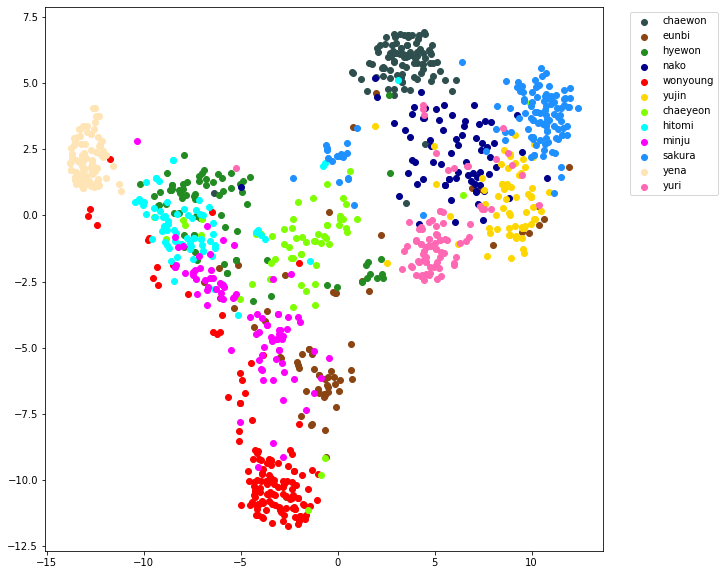 7.5
5.0
2.5
0.0
−2.5
−5.0
−7.5
−10.0
−12.5
−15
−10
−5
0
5
10
chaewon
eunbi
hyewon
nako
wonyoung
yujin
chaeyeon
hitomi
minju
sakura
yena
yuri